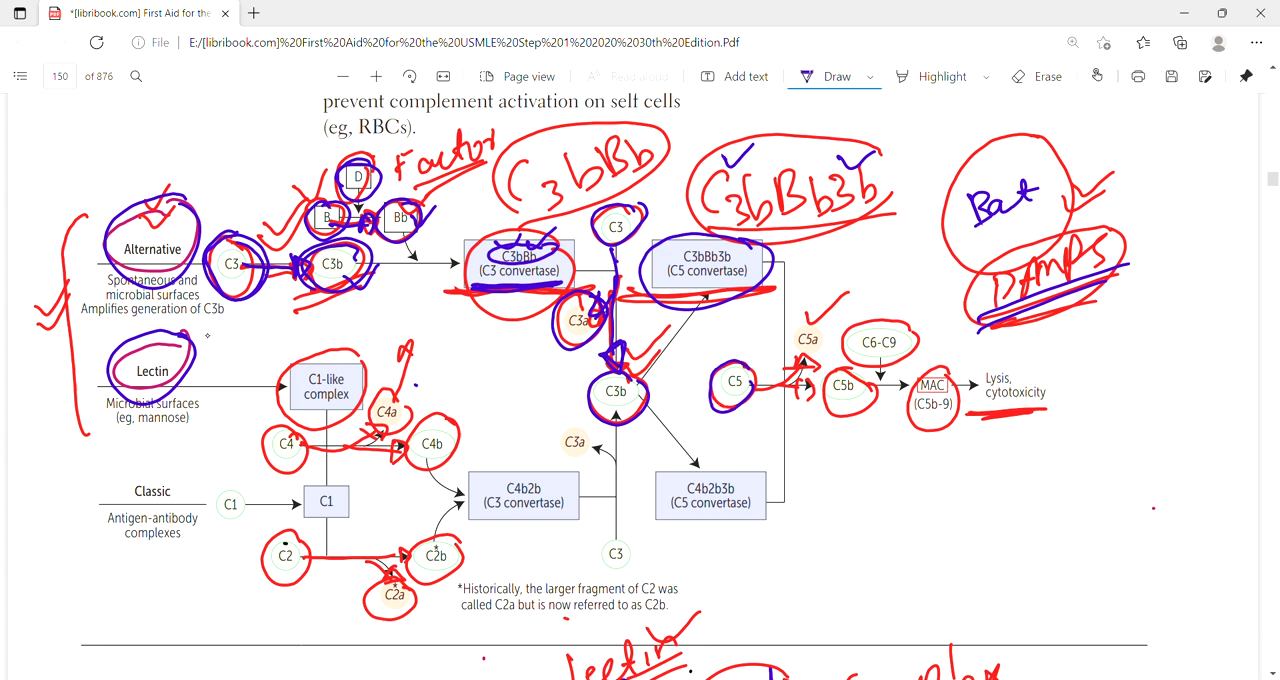 *[libribook.com] First Aid for the
File
E:/[libribook.com]%20First%20Aid%20for%20the%20USMLE%20Step%201%202020%2030th%20Edition.Pdf
150 of 876
Page view
Read aloud
Add text
Draw
Highlight
Erase
prevent complement activation on self cells
(eg, RBCs).
Factor
C3bBb
C3bBb3b
Bat
D
B
Bb
Alternative
Spontaneous and
microbial surfaces
Amplifies generation of C3b
C3
C3b
C3bBb
(C3 convertase)
C3
C3bBb3b
(C5 convertase)
DAMPS
C3a
C5a
C6-C9
Lectin
Microbial surfaces
(eg, mannose)
C1-like
complex
C3b
C5
C5b
MAC
(C5b-9)
Lysis,
cytotoxicity
C4a
C4
C4b
C3a
Classic
Antigen-antibody
complexes
C1
C1
C4b2b
(C3 convertase)
C4b2b3b
(C5 convertase)
C2
C2b
*
C3
*
C2a
*Historically, the larger fragment of C2 was
called C2a but is now referred to as C2b.
lectin